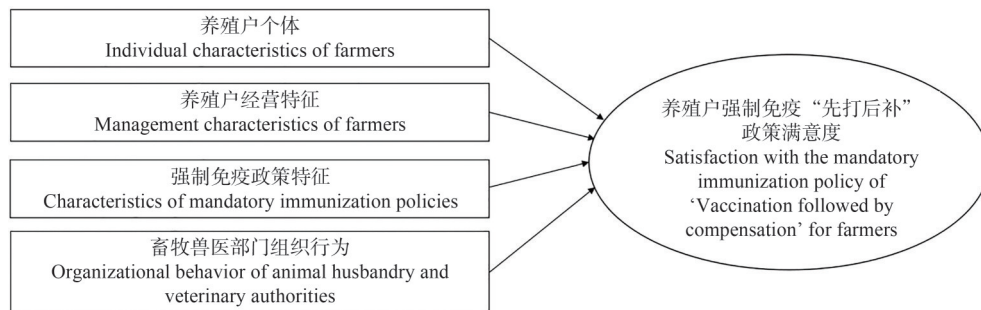 养殖户个体
Individual characteristics of farmers
养殖户经营特征
Management characteristics of farmers
强制免疫政策特征
Characteristics of mandatory immunization policies
畜牧兽医部门组织行为
Organizational behavior of animal husbandry and
veterinary authorities
养殖户强制免疫“先打后补”
政策满意度
Satisfaction with the mandatory
immunization policy of
‘Vaccination followed by
compensation’ for farmers